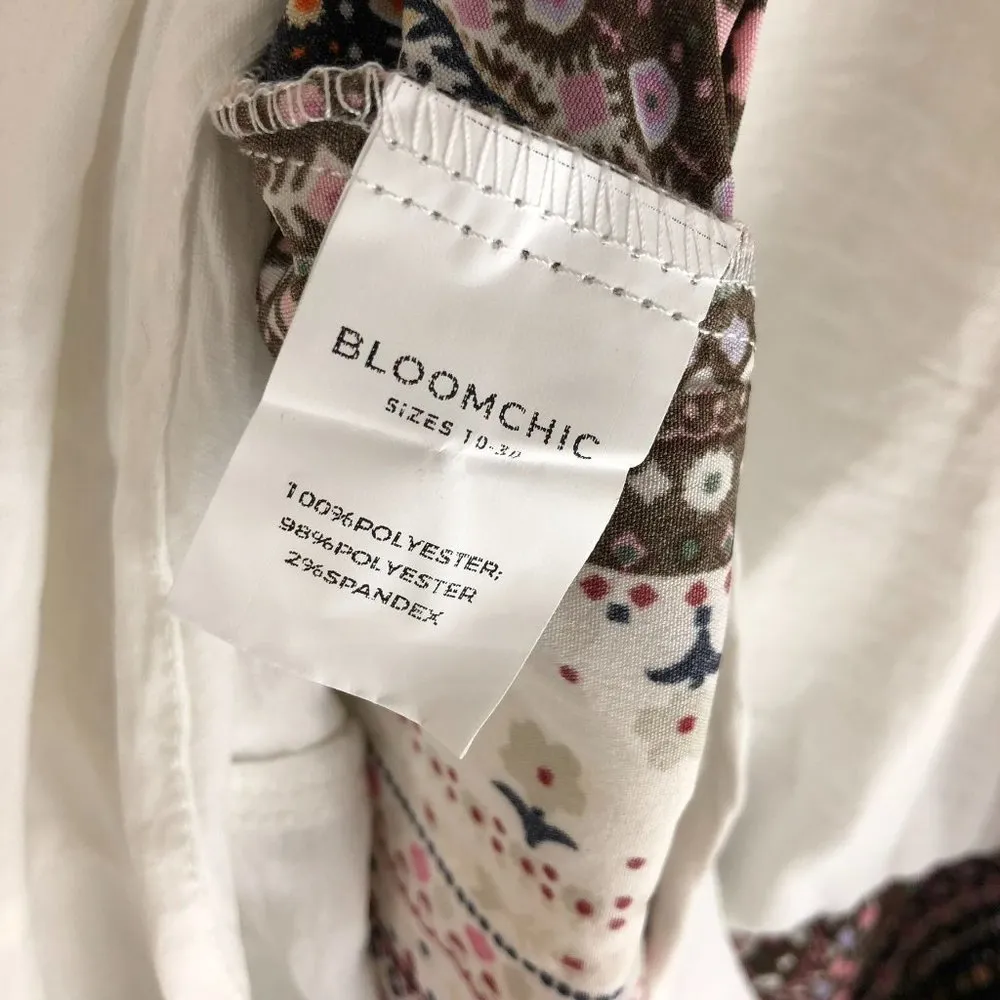 BLOOMCHIC
SIZES 10-30
100%POLYESTER;
98%POLYESTER
2%SPANDEX